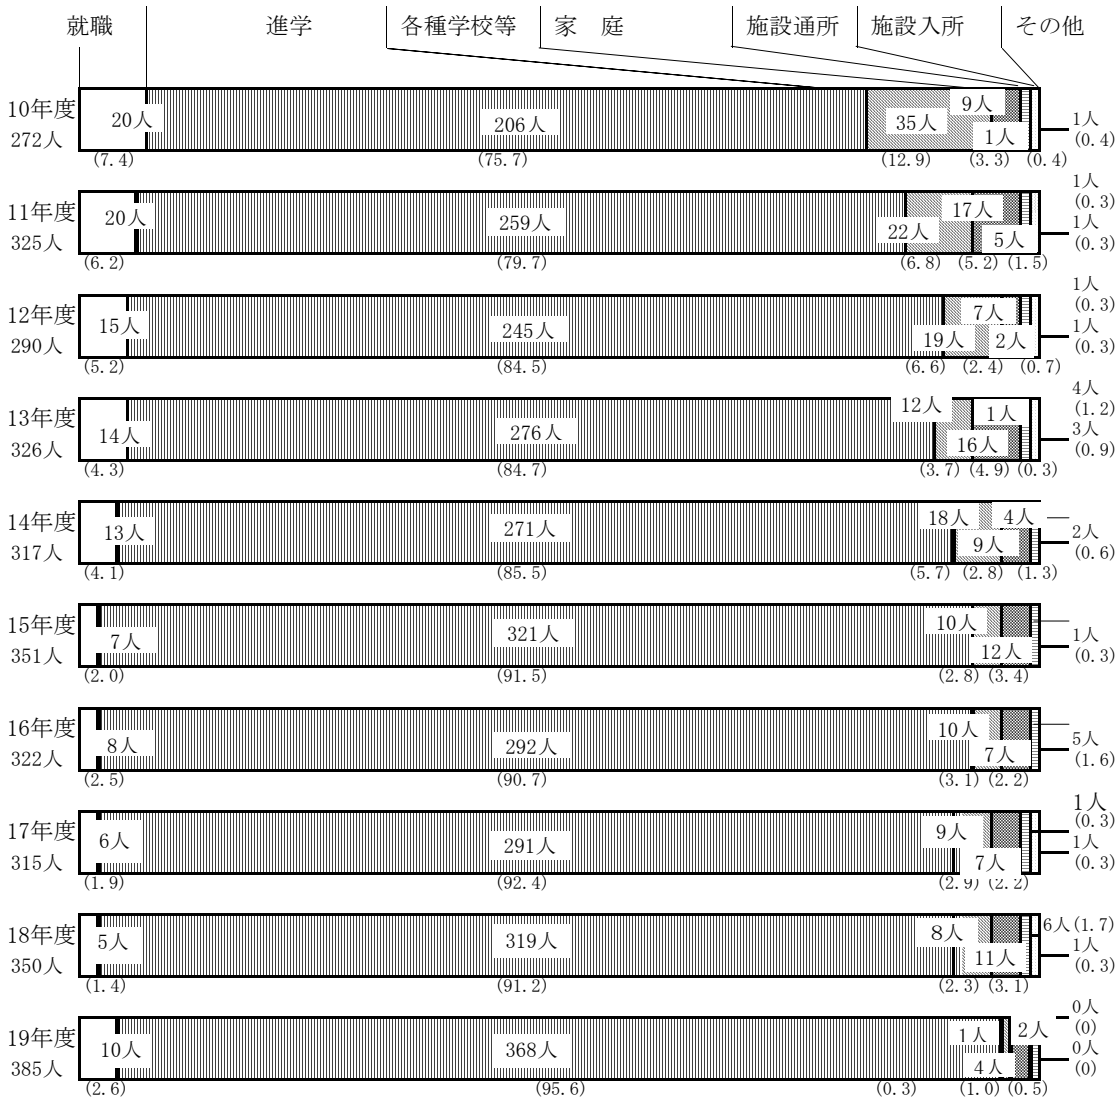 就職 進学 各種学校等 家 庭 施設通所 施設入所 その他
10年度 20人 206人 35人 9人 1人 1人
272人 (0.4)
(7.4) (75.7) (12.9) (3.3) (0.4)
1人
(0.3)
11年度 20人 259人 22人 17人 5人 1人
325人 (0.3)
(6.2) (79.7) (6.8) (5.2) (1.5)
1人
(0.3)
12年度 15人 245人 19人 7人 2人 1人
290人 (0.3)
(5.2) (84.5) (6.6) (2.4) (0.7)
4人
(1.2)
13年度 14人 276人 12人 16人 1人 3人
326人 (0.9)
(4.3) (84.7) (3.7) (4.9) (0.3)
14年度 13人 271人 18人 9人 4人 2人
317人 (0.6)
(4.1) (85.5) (5.7) (2.8) (1.3)
15年度 7人 321人 10人 12人 1人
351人 (0.3)
(2.0) (91.5) (2.8) (3.4)
16年度 8人 292人 10人 7人 5人
322人 (1.6)
(2.5) (90.7) (3.1) (2.2)
1人
(0.3)
17年度 6人 291人 9人 7人 1人
315人 (0.3)
(1.9) (92.4) (2.9) (2.2)
6人(1.7)
18年度 5人 319人 8人 11人 1人
350人 (0.3)
(1.4) (91.2) (2.3) (3.1)
0人
(0)
19年度 10人 368人 1人 4人 2人 0人
385人 (0)
(2.6) (95.6) (0.3) (1.0) (0.5)